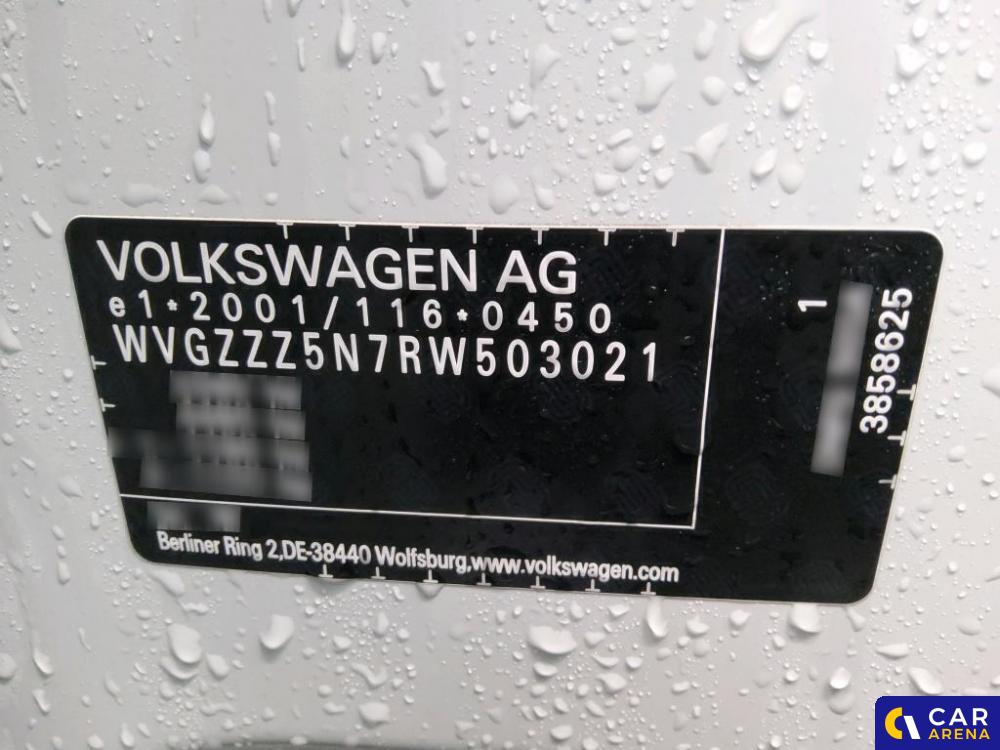 VOLKSWAGEN AG
e1*2001/116*0450
WVGZZZ5N7RW503021
Berliner Ring 2,DE-38440 Wolfsburg,www.volkswagen.com
1
3858625
CAR
ARENA